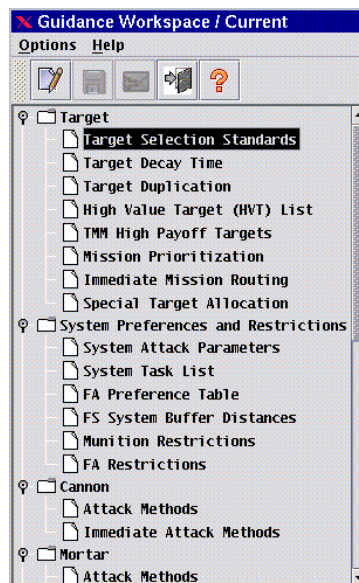 Guidance Workspace / Current
Options Help
?
Target
Target Selection Standards
Target Decay Time
Target Duplication
High Value Target (HVT) List
TMM High Payoff Targets
Mission Prioritization
Immediate Mission Routing
Special Target Allocation
System Preferences and Restrictions
System Attack Parameters
System Task List
FA Preference Table
FS System Buffer Distances
Munition Restrictions
FA Restrictions
Cannon
Attack Methods
Immediate Attack Methods
Mortar
Attack Methods